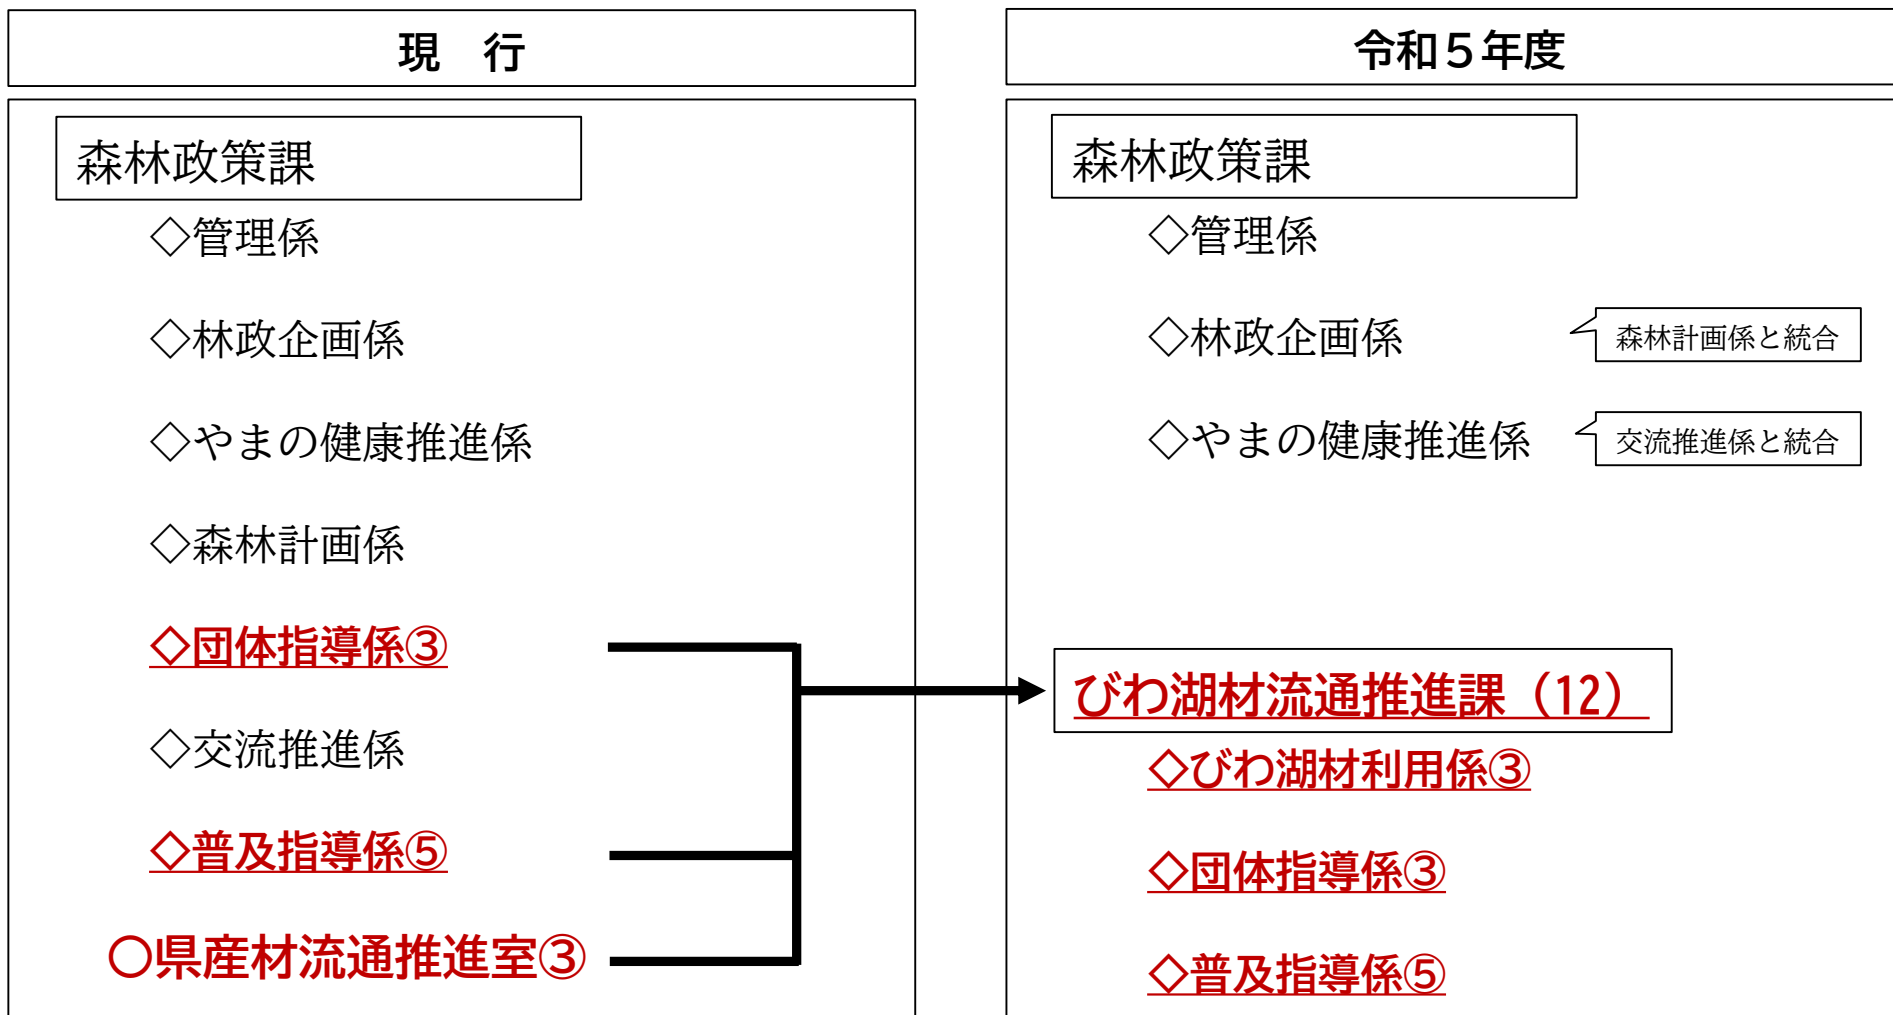 現　行
森林政策課
◇管理係
◇林政企画係
◇やまの健康推進係
◇森林計画係
◇団体指導係③
◇交流推進係
◇普及指導係⑤
○県産材流通推進室③
令和５年度
森林政策課
◇管理係
◇林政企画係
森林計画係と統合
◇やまの健康推進係
交流推進係と統合
びわ湖材流通推進課（12）
◇びわ湖材利用係③
◇団体指導係③
◇普及指導係⑤